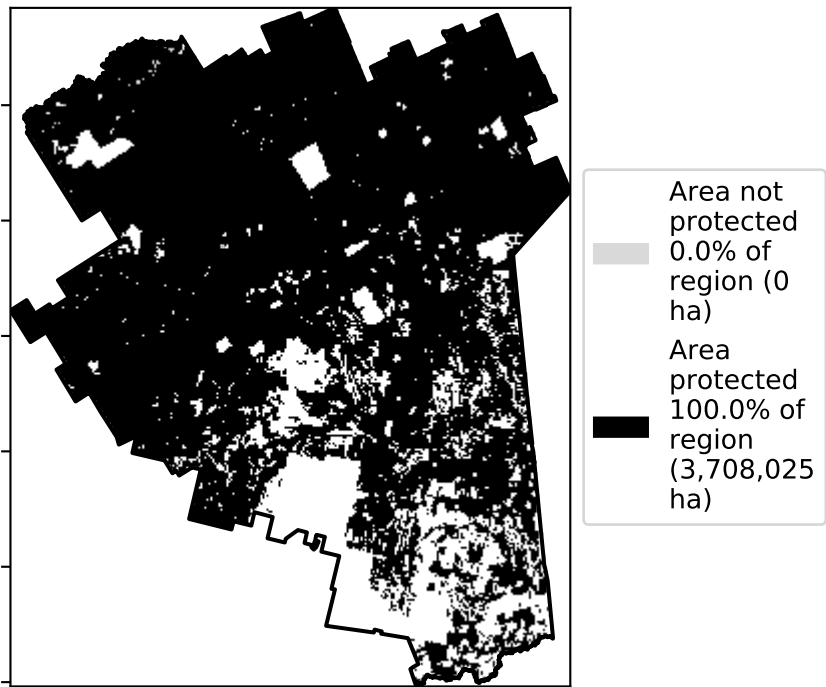 Area not
protected
0.0% of
region (0
ha)
Area
protected
100.0% of
region
(3,708,025
ha)